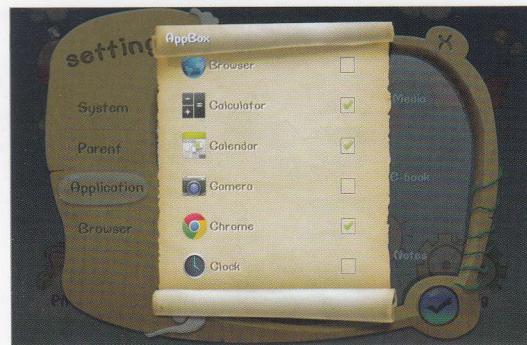 setting
AppBox
Browser
Calculator
Calendar
Camera
Chrome
Clock
System
Parent
Application
Browser
Media
E-book
Notes